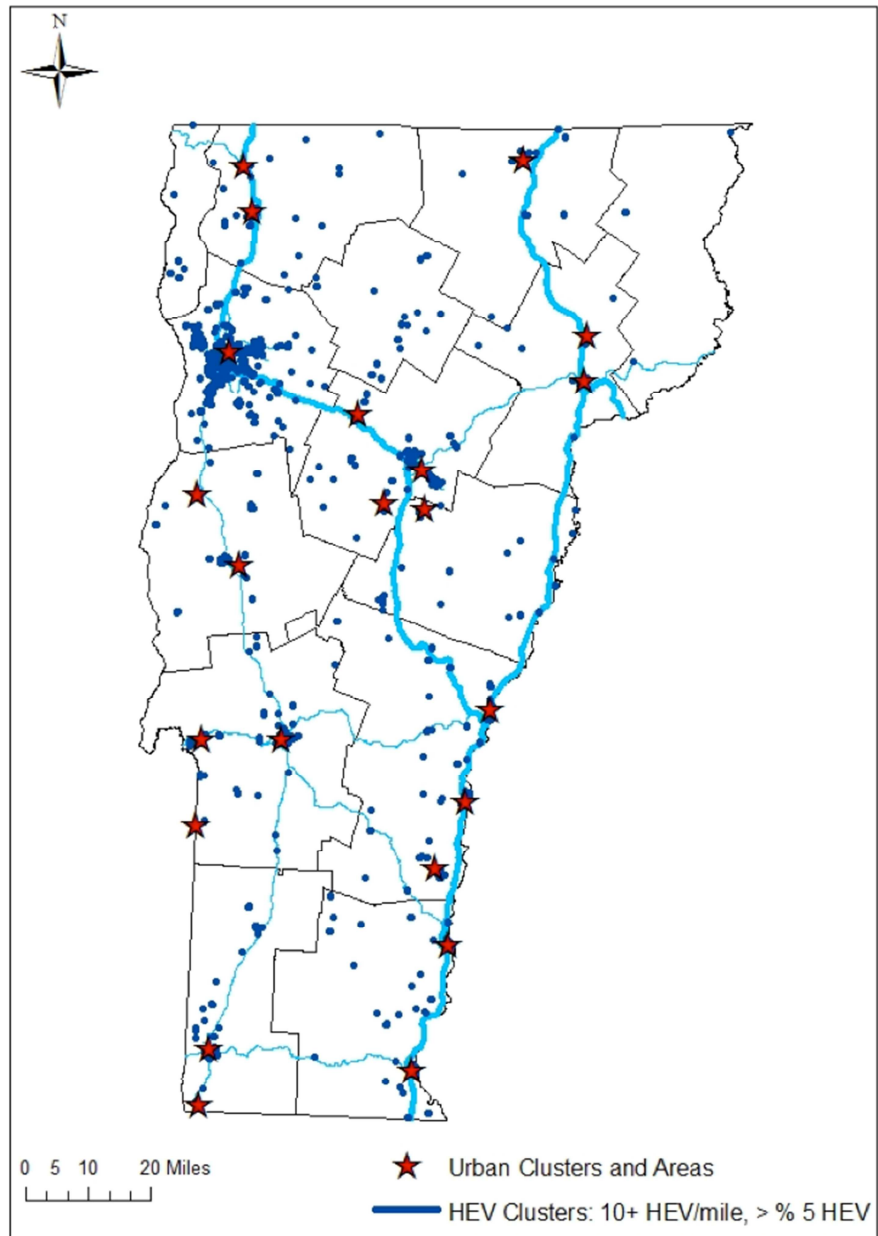 N
0 5 10 20 Miles
Urban Clusters and Areas
HEV Clusters: 10+ HEV/mile, > % 5 HEV